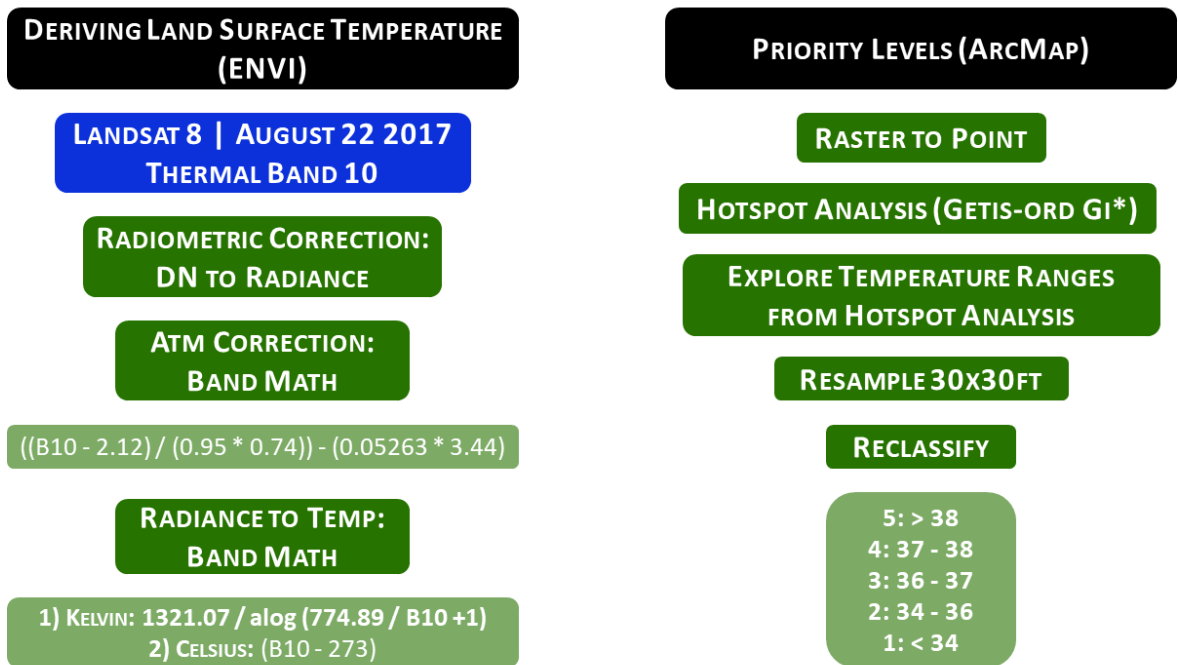 Deriving Land Surface Temperature
(ENVI)
Landsat 8 | August 22 2017
Thermal Band 10
Radiometric Correction:
DN to Radiance
Atm Correction:
Band Math
((B10 - 2.12) / (0.95 * 0.74)) - (0.05263 * 3.44)
Radiance to Temp:
Band Math
1) Kelvin: 1321.07 / alog (774.89 / B10 +1)
2) Celsius: (B10 - 273)
Priority Levels (ArcMap)
Raster to Point
Hotspot Analysis (Getis-ord Gi*)
Explore Temperature Ranges
from Hotspot Analysis
Resample 30x30ft
Reclassify
5: > 38
4: 37 - 38
3: 36 - 37
2: 34 - 36
1: < 34